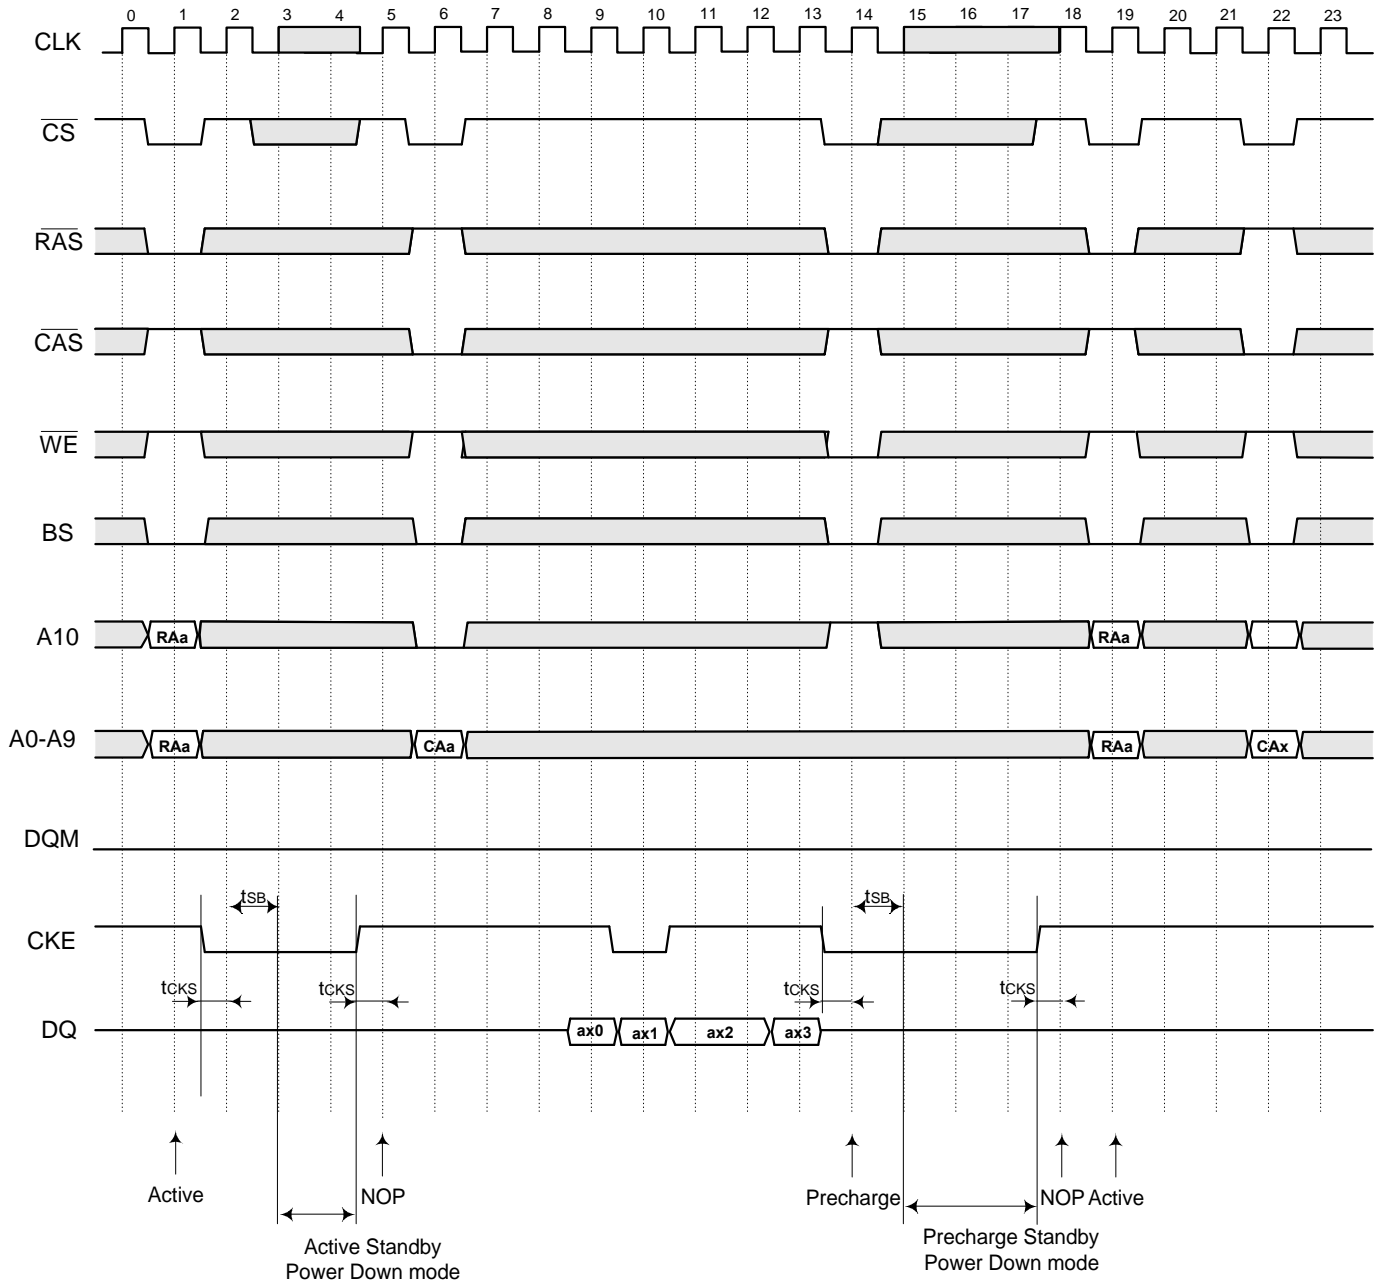 0 1 2 3 4 5 6 7 8 9 10 11 12 13 14 15 16 17 18 19 20 21 22 23
CLK
CS
RAS
CAS
WE
BS
A10 RAa RAa
A0-A9 RAa CAa RAa CAx
DQM
tSB tSB
CKE
tCKS tCKS tCKS tCKS
DQ ax0 ax1 ax2 ax3
Active NOP Precharge NOP Active
Active Standby
Power Down mode
Precharge Standby
Power Down mode